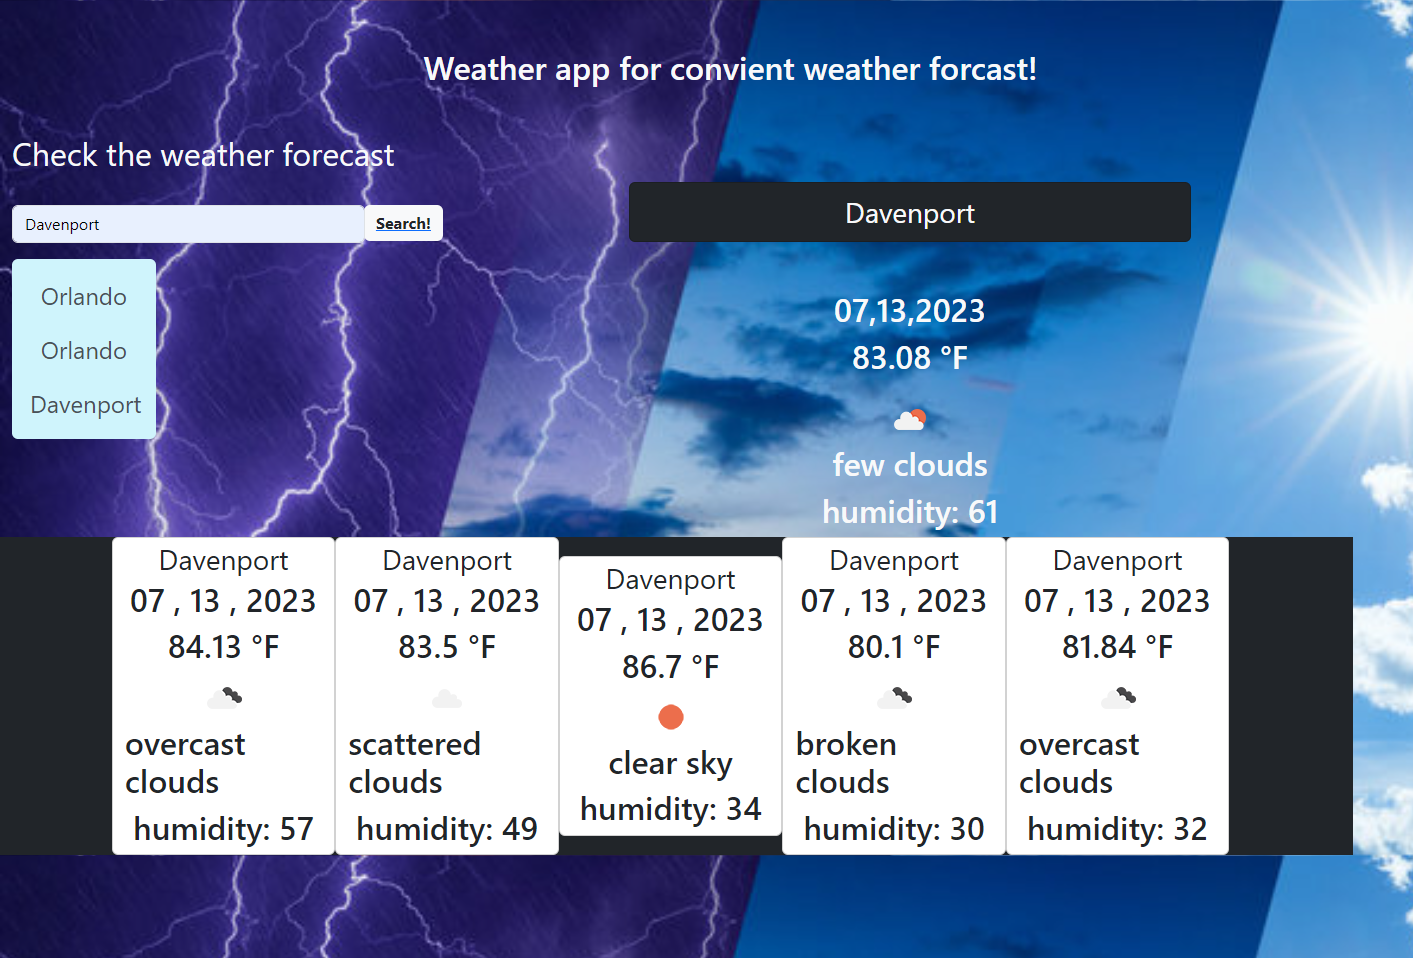 Weather app for convient weather forcast!
Check the weather forecast
Davenport
Search!
Orlando
Orlando
Davenport
Davenport
07,13,2023
83.08 °F
few clouds
humidity: 61
Davenport
07 , 13 , 2023
84.13 °F
overcast
clouds
humidity: 57
Davenport
07 , 13 , 2023
83.5 °F
scattered
clouds
humidity: 49
Davenport
07 , 13 , 2023
86.7 °F
clear sky
humidity: 34
Davenport
07 , 13 , 2023
80.1 °F
broken
clouds
humidity: 30
Davenport
07 , 13 , 2023
81.84 °F
overcast
clouds
humidity: 32